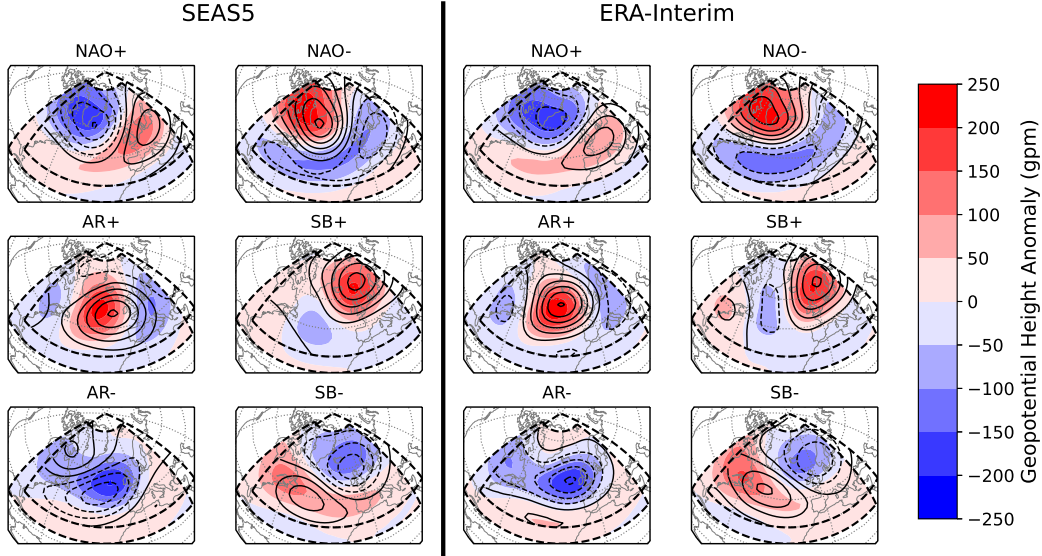 SEAS5
ERA-Interim
NAO+
NAO-
NAO+
NAO-
AR+
SB+
AR+
SB+
AR-
SB-
AR-
SB-
250
200
150
100
50
0
−50
−100
−150
−200
−250
Geopotential Height Anomaly (gpm)